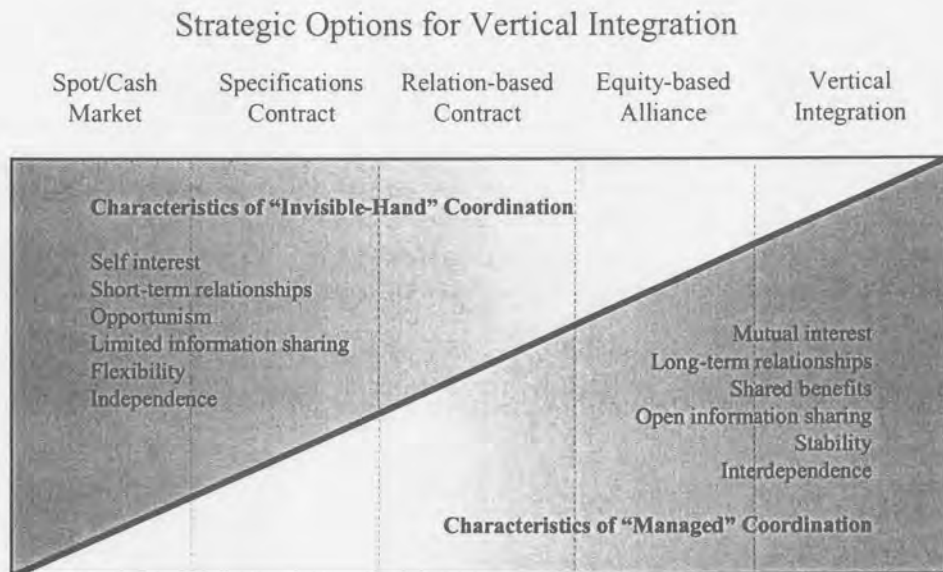 Strategic Options for Vertical Integration
Spot/Cash Market
Specifications Contract
Relation-based Contract
Equity-based Alliance
Vertical Integration
Characteristics of “Invisible-Hand” Coordination
Self interest
Short-term relationships
Opportunism
Limited information sharing
Flexibility
Independence
Mutual interest
Long-term relationships
Shared benefits
Open information sharing
Stability
Interdependence
Characteristics of “Managed” Coordination